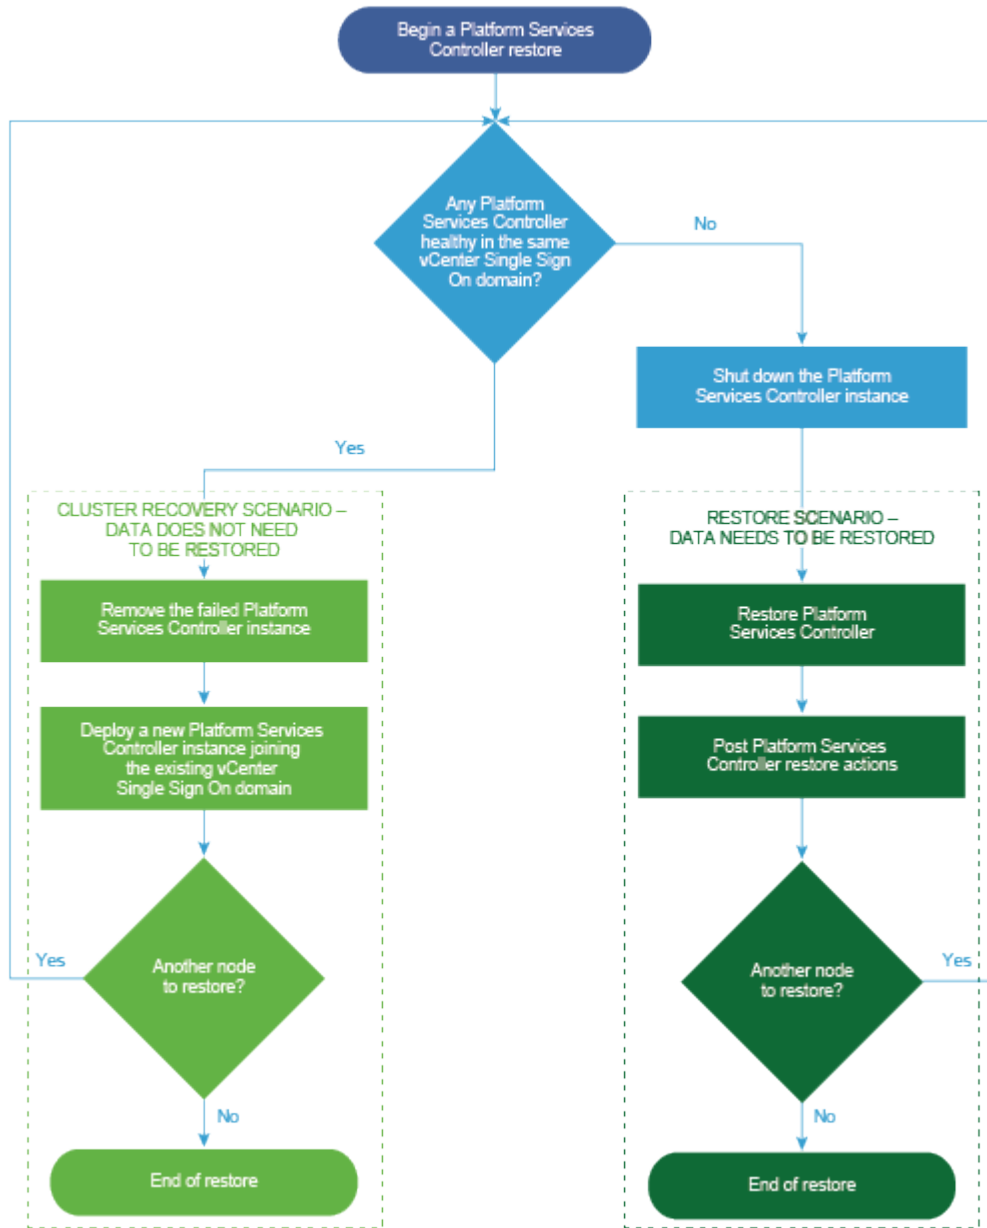 Begin a Platform Services
Controller restore
Any Platform
Services Controller
healthy in the same
vCenter Single Sign
On domain?
No
Shut down the Platform
Services Controller instance
Yes
CLUSTER RECOVERY SCENARIO –
DATA DOES NOT NEED
TO BE RESTORED
Remove the failed Platform
Services Controller instance
Deploy a new Platform Services
Controller instance joining
the existing vCenter
Single Sign On domain
Another node
to restore?
Yes
No
End of restore
RESTORE SCENARIO –
DATA NEEDS TO BE RESTORED
Restore Platform
Services Controller
Post Platform Services
Controller restore actions
Another node
to restore?
Yes
No
End of restore